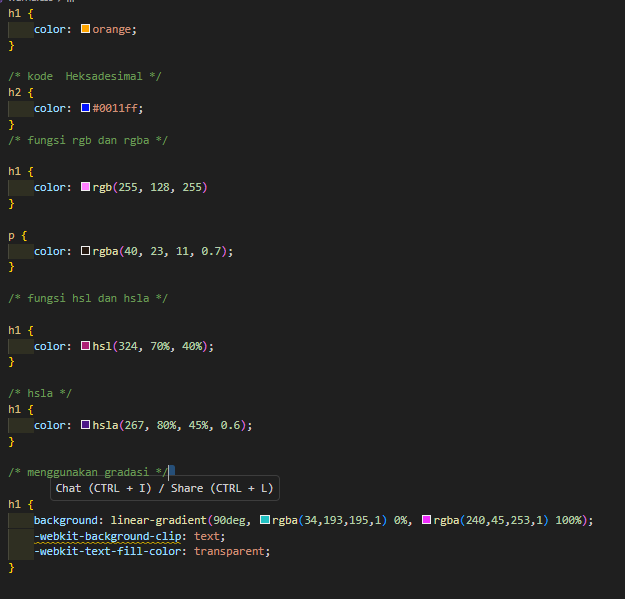 h1 {
color: orange;
}
/* kode  Heksadesimal */
h2 {
color: #0011ff;
}
/* fungsi rgb dan rgba */
h1 {
color: rgb(255, 128, 255)
}
p {
color: rgba(40, 23, 11, 0.7);
}
/* fungsi hsl dan hsla */
h1 {
color: hsl(324, 70%, 40%);
}
/* hsla */
h1 {
color: hsla(267, 80%, 45%, 0.6);
}
/* menggunakan gradasi */
Chat (CTRL + I) / Share (CTRL + L)
h1 {
background: linear-gradient(90deg, rgba(34,193,195,1) 0%, rgba(240,45,253,1) 100%);
-webkit-background-clip: text;
-webkit-text-fill-color: transparent;
}